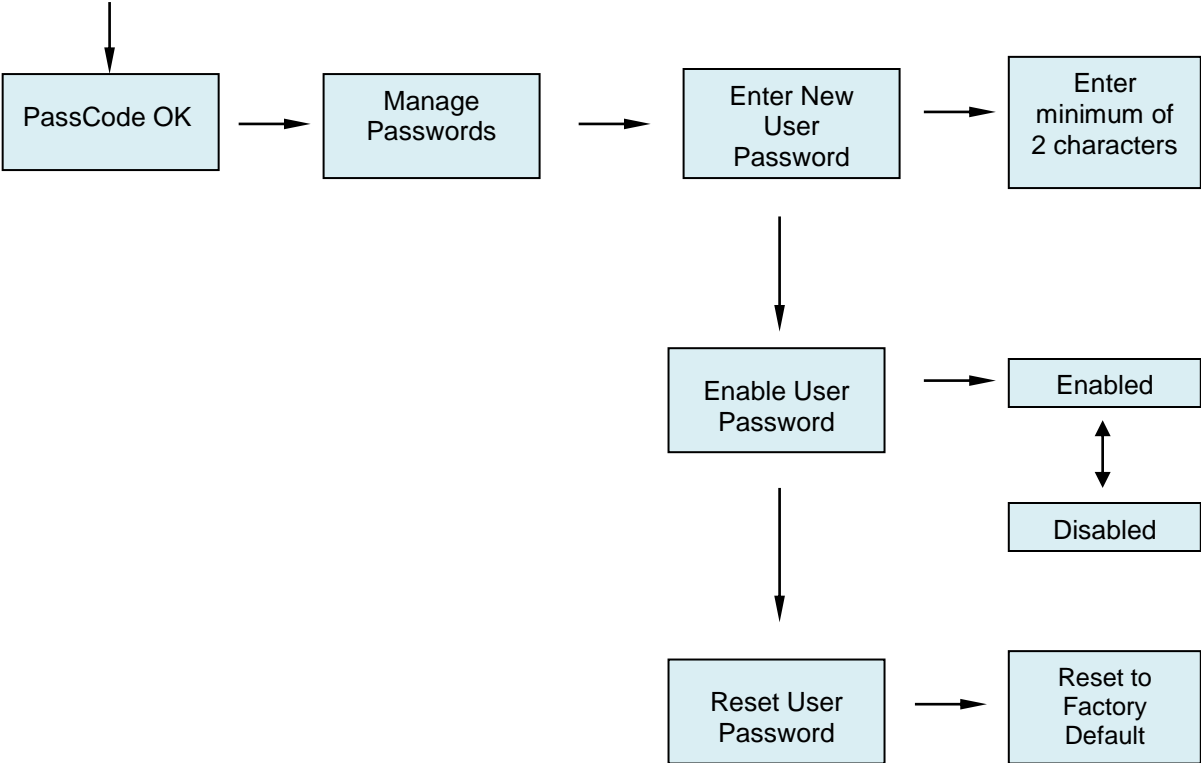 PassCode OK
Manage
Passwords
Enter New
User
Password
Enter
minimum of
2 characters
Enable User
Password
Enabled
Disabled
Reset User
Password
Reset to
Factory
Default